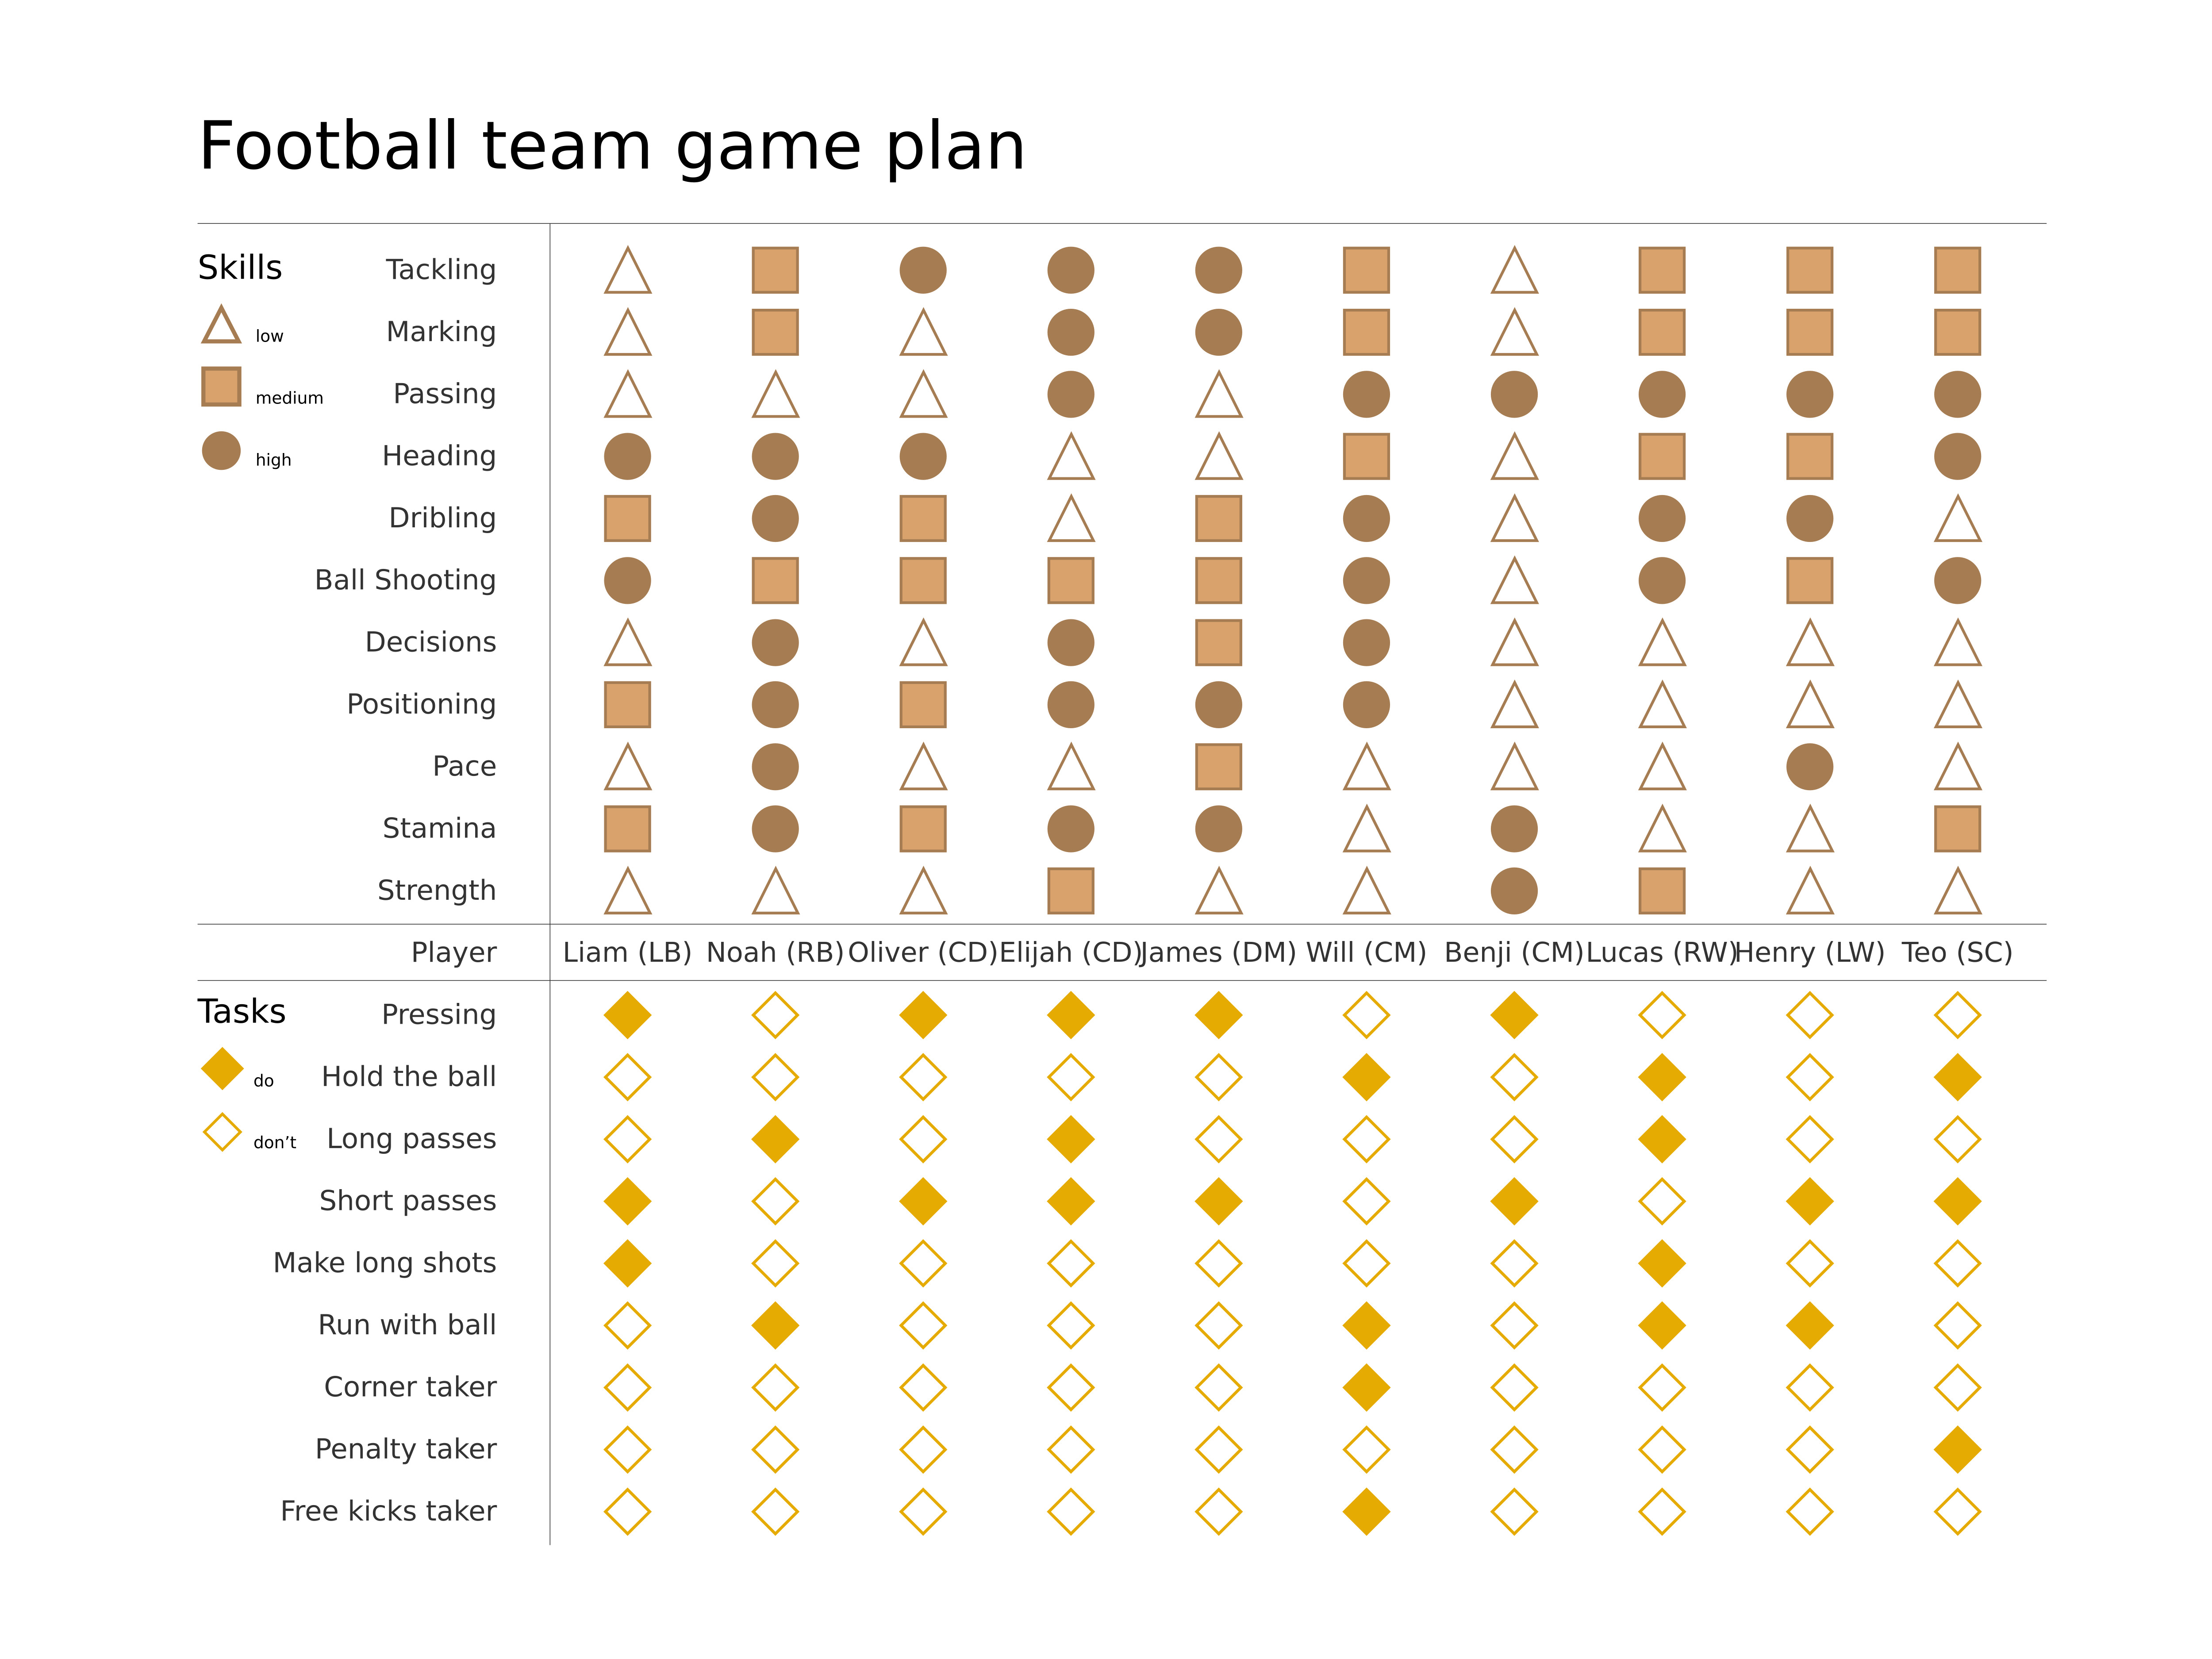 Football team game plan
Skills
Tackling
low
Marking
medium
Passing
high
Heading
Dribling
Ball Shooting
Decisions
Positioning
Pace
Stamina
Strength
Player Liam (LB) Noah (RB) Oliver (CD) Elijah (CD) James (DM) Will (CM) Benji (CM) Lucas (RW) Henry (LW) Teo (SC)
Tasks
Pressing
do
Hold the ball
don’t
Long passes
Short passes
Make long shots
Run with ball
Corner taker
Penalty taker
Free kicks taker